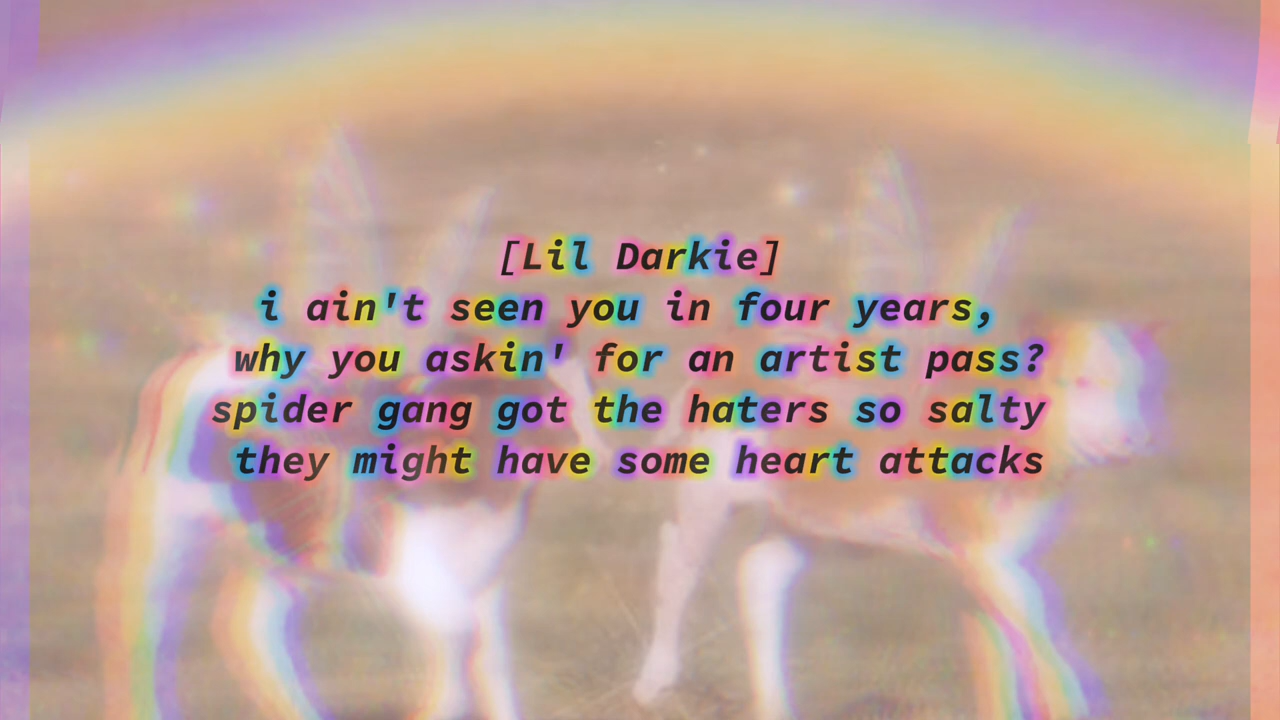 [Lil Darkie]
i ain't seen you in four years,
why you askin' for an artist pass?
spider gang got the haters so salty
they might have some heart attacks